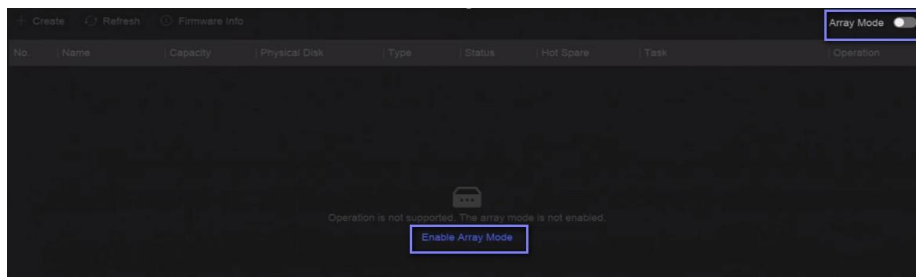 Create Refresh Firmware Info Array Mode
No. Name Capacity Physical Disk Type Status Hot Spare Task Operation
Operation is not supported. The array mode is not enabled.
Enable Array Mode